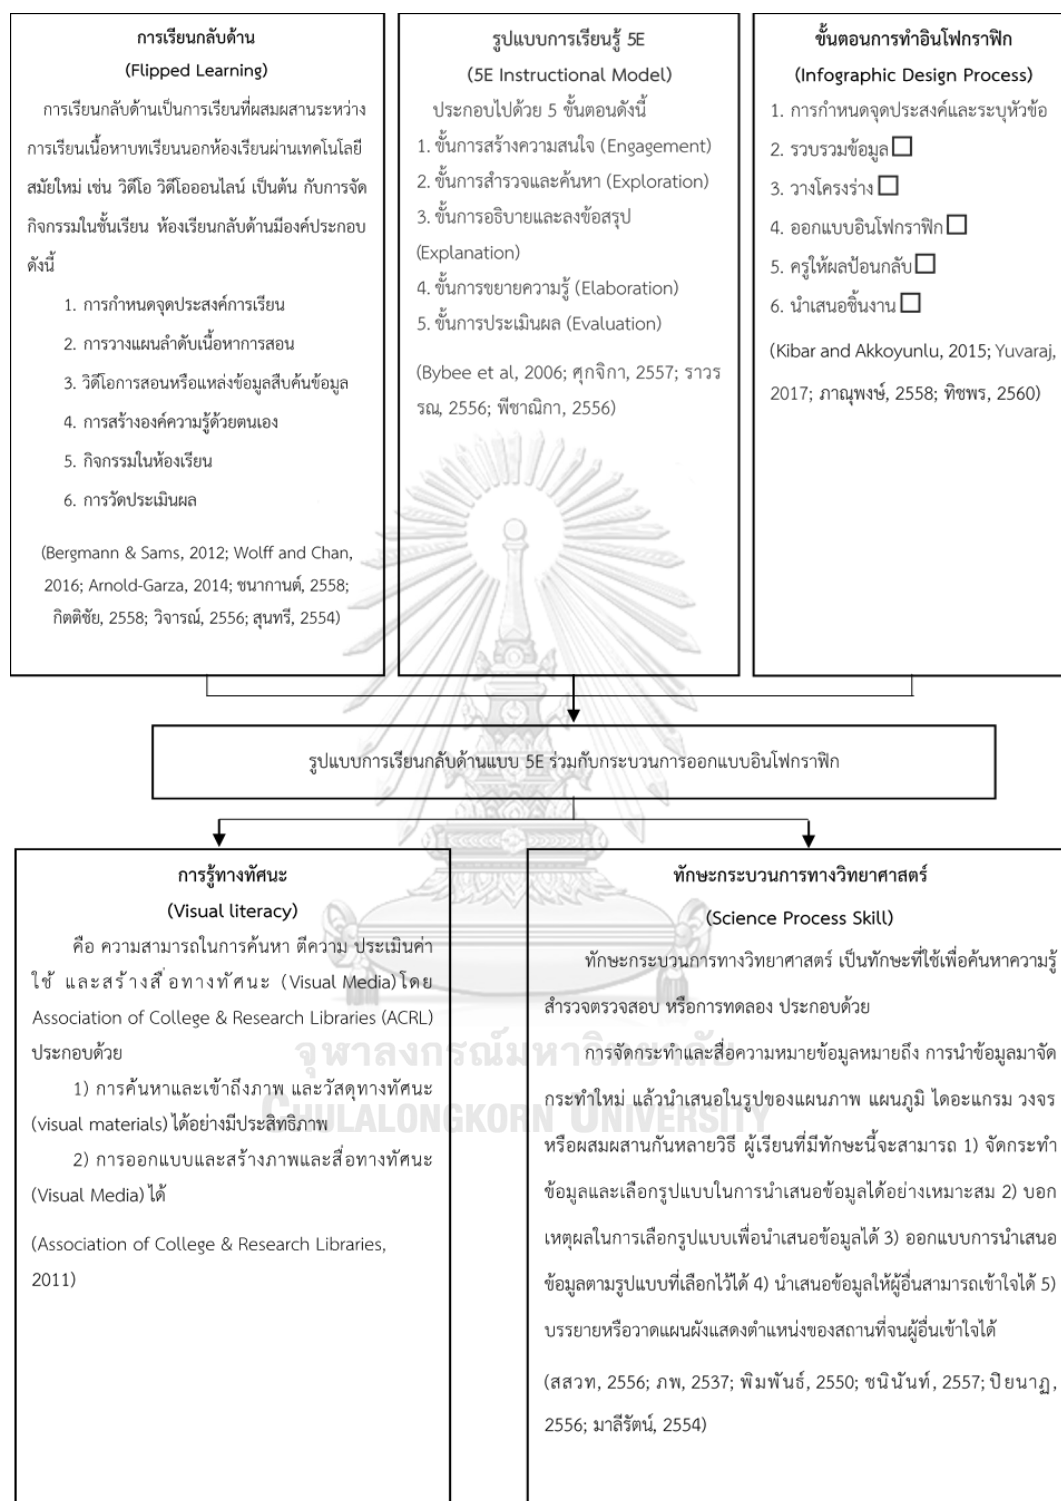 การเรียนกลับด้าน
(Flipped Learning)
การเรียนกลับด้านเป็นการเรียนที่ผสมผสานระหว่าง
การเรียนเนื้อหาบทเรียนนอกห้องเรียนผ่านเทคโนโลยี
สมัยใหม่ เช่น วิดีโอ วิดีโอออนไลน์ เป็นต้น กับการจัด
กิจกรรมในชั้นเรียน ห้องเรียนกลับด้านมีองค์ประกอบ
ดังนี้
1. การกำหนดจุดประสงค์การเรียน
2. การวางแผนลำดับเนื้อหาการสอน
3. วิดีโอการสอนหรือแหล่งข้อมูลสืบค้นข้อมูล
4. การสร้างองค์ความรู้ด้วยตนเอง
5. กิจกรรมในห้องเรียน
6. การวัดประเมินผล
(Bergmann & Sams, 2012; Wolff and Chan,
2016; Arnold-Garza, 2014; ชนากานต์, 2558;
กิตติชัย, 2558; วิจารณ์, 2556; สุนทรี, 2554)
รูปแบบการเรียนรู้ 5E
(5E Instructional Model)
ประกอบไปด้วย 5 ขั้นตอนดังนี้
1. ขั้นการสร้างความสนใจ (Engagement)
2. ขั้นการสำรวจและค้นหา (Exploration)
3. ขั้นการอธิบายและลงข้อสรุป
(Explanation)
4. ขั้นการขยายความรู้ (Elaboration)
5. ขั้นการประเมินผล (Evaluation)
(Bybee et al, 2006; ศุกจิกา, 2557; ราวร
รณ, 2556; พีชาณิกา, 2556)
ขั้นตอนการทำอินโฟกราฟิก
(Infographic Design Process)
1. การกำหนดจุดประสงค์และระบุหัวข้อ
2. รวบรวมข้อมูล
3. วางโครงร่าง
4. ออกแบบอินโฟกราฟิก
5. ครูให้ผลป้อนกลับ
6. นำเสนอชิ้นงาน
(Kibar and Akkoyunlu, 2015; Yuvaraj,
2017; ภาณุพงษ์, 2558; ทิชพร, 2560)
รูปแบบการเรียนกลับด้านแบบ 5E ร่วมกับกระบวนการออกแบบอินโฟกราฟิก
การรู้ทางทัศนะ
(Visual literacy)
คือ ความสามารถในการค้นหา ตีความ ประเมินค่า
ใช้ และสร้างสื่อทางทัศนะ (Visual Media)โดย
Association of College & Research Libraries (ACRL)
ประกอบด้วย
1) การค้นหาและเข้าถึงภาพ และวัสดุทางทัศนะ
(visual materials) ได้อย่างมีประสิทธิภาพ
2) การออกแบบและสร้างภาพและสื่อทางทัศนะ
(Visual Media) ได้
(Association of College & Research Libraries,
2011)
ทักษะกระบวนการทางวิทยาศาสตร์
(Science Process Skill)
ทักษะกระบวนการทางวิทยาศาสตร์ เป็นทักษะที่ใช้เพื่อค้นหาความรู้
สำรวจตรวจสอบ หรือการทดลอง ประกอบด้วย
การจัดกระทำและสื่อความหมายข้อมูลหมายถึง การนำข้อมูลมาจัด
กระทำใหม่ แล้วนำเสนอในรูปของแผนภาพ แผนภูมิ ไดอะแกรม วงจร
หรือผสมผสานกันหลายวิธี ผู้เรียนที่มีทักษะนี้จะสามารถ 1) จัดกระทำ
ข้อมูลและเลือกรูปแบบในการนำเสนอข้อมูลได้อย่างเหมาะสม 2) บอก
เหตุผลในการเลือกรูปแบบเพื่อนำเสนอข้อมูลได้ 3) ออกแบบการนำเสนอ
ข้อมูลตามรูปแบบที่เลือกไว้ได้ 4) นำเสนอข้อมูลให้ผู้อื่นสามารถเข้าใจได้ 5)
บรรยายหรือวาดแผนผังแสดงตำแหน่งของสถานที่จนผู้อื่นเข้าใจได้
(สสวท, 2556; ภพ, 2537; พิมพันธ์, 2550; ชนินันท์, 2557; ปิยนาฏ,
2556; มาลีรัตน์, 2554)
จุฬาลงกรณ์มหาวิทยาลัย
CHULALONGKORN UNIVERSITY